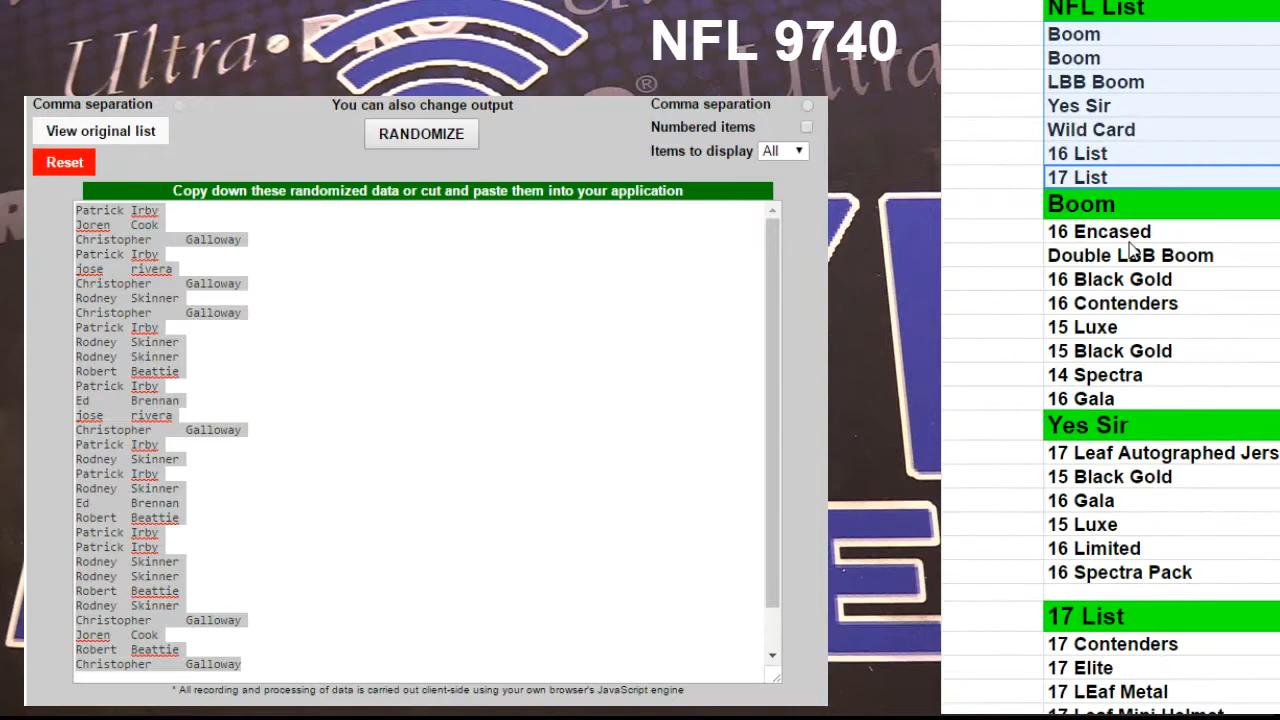 Ultra PRO
NFL 9740
®
Comma separation
You can also change output
Comma separation
View original list
RANDOMIZE
Numbered items
Reset
Items to display All
Copy down these randomized data or cut and paste them into your application
Patrick Irby
Joren Cook
Christopher Galloway
Patrick Irby
jose rivera
Christopher Galloway
Rodney Skinner
Christopher Galloway
Patrick Irby
Rodney Skinner
Rodney Skinner
Robert Beattie
Patrick Irby
Ed Brennan
jose rivera
Christopher Galloway
Patrick Irby
Rodney Skinner
Patrick Irby
Rodney Skinner
Ed Brennan
Robert Beattie
Patrick Irby
Patrick Irby
Rodney Skinner
Rodney Skinner
Robert Beattie
Rodney Skinner
Christopher Galloway
Joren Cook
Robert Beattie
Christopher Galloway
* All recording and processing of data is carried out client-side using your own browser's JavaScript engine
NFL List
Boom
Boom
LBB Boom
Yes Sir
Wild Card
16 List
17 List
Boom
16 Encased
Double LBB Boom
16 Black Gold
16 Contenders
15 Luxe
15 Black Gold
14 Spectra
16 Gala
Yes Sir
17 Leaf Autographed Jers
15 Black Gold
16 Gala
15 Luxe
16 Limited
16 Spectra Pack
17 List
17 Contenders
17 Elite
17 LEaf Metal
17 Leaf Mini Helmet